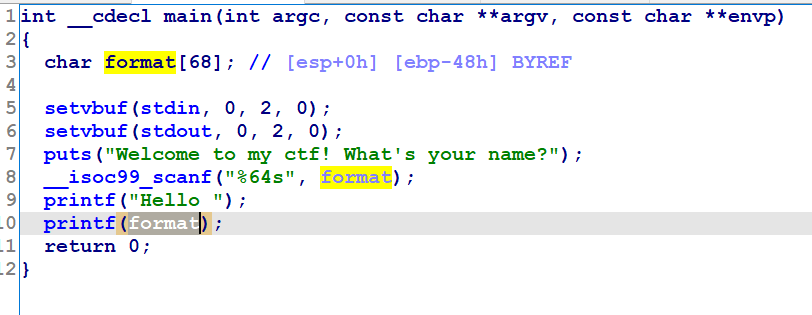 1 int __cdecl main(int argc, const char **argv, const char **envp)
2 {
3   char format[68]; // [esp+0h] [ebp-48h] BYREF
4
5   setvbuf(stdin, 0, 2, 0);
6   setvbuf(stdout, 0, 2, 0);
7   puts("Welcome to my ctf! What's your name?");
8   __isoc99_scanf("%64s", format);
9   printf("Hello ");
10   printf(format);
11   return 0;
12 }